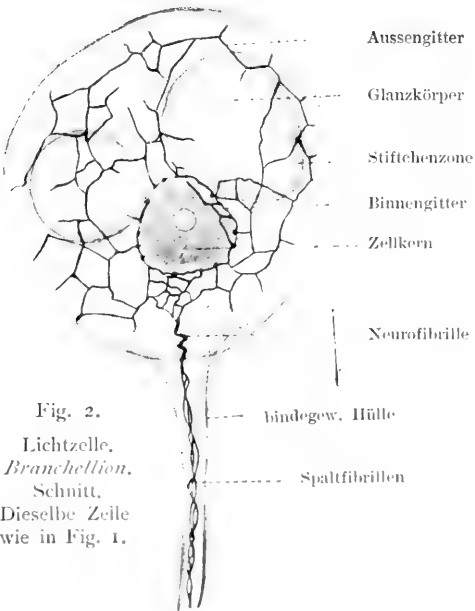 Aussengitter
Glanzkörper
Stiftchenzone
Binnengitter
Zellkern
Neurofibrille
bindegew. Hülle
Spaltfibrillen
Fig. 2.
Lichtzelle.
Branchellion.
Schnitt.
Dieselbe Zelle
wie in Fig. 1.